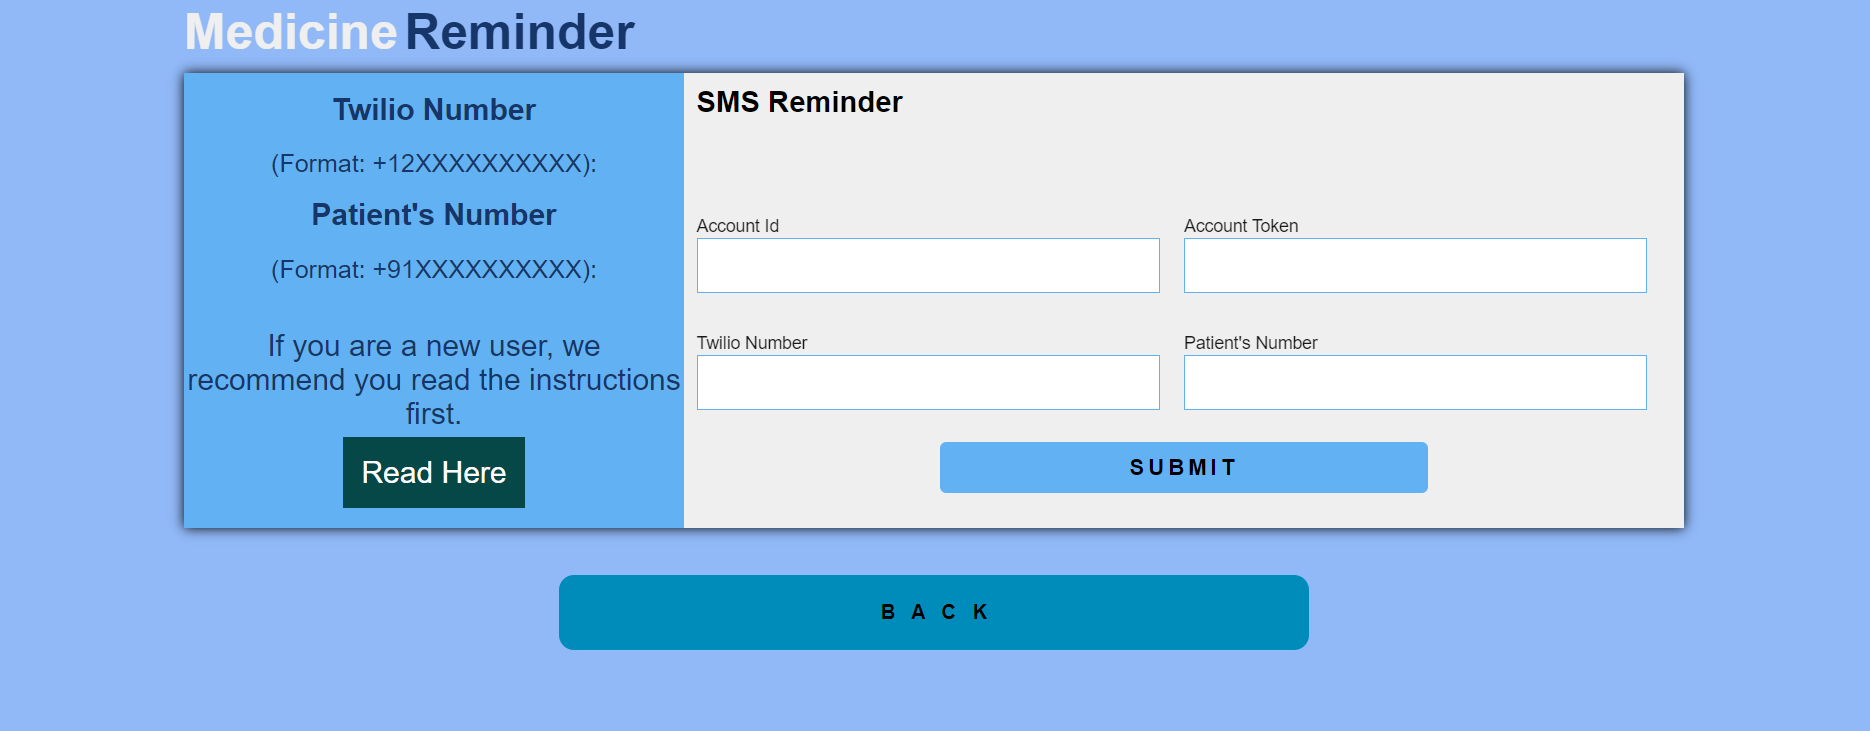 Medicine Reminder
Twilio Number
(Format: +12XXXXXXXXXX):
Patient's Number
(Format: +91XXXXXXXXXX):
If you are a new user, we
recommend you read the instructions
first.
Read Here
SMS Reminder
Account Id
Account Token
Twilio Number
Patient's Number
SUBMIT
BACK